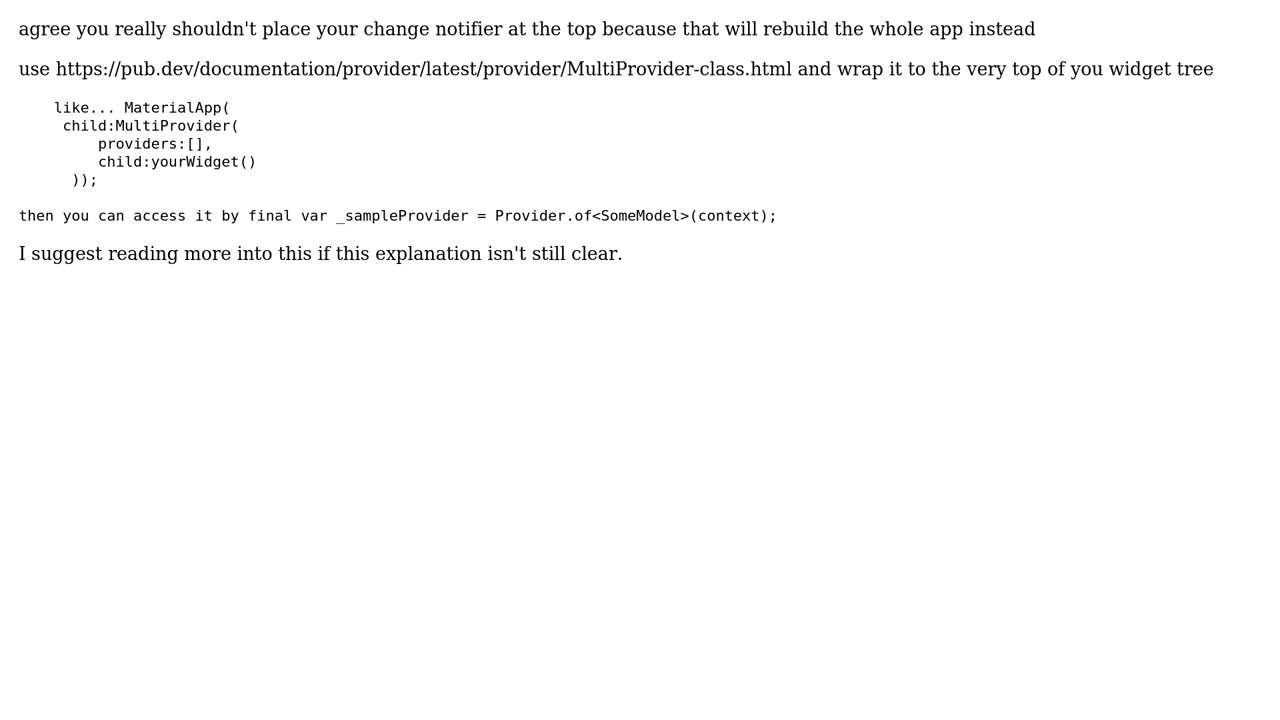 agree you really shouldn't place your change notifier at the top because that will rebuild the whole app instead
use https://pub.dev/documentation/provider/latest/provider/MultiProvider-class.html and wrap it to the very top of you widget tree
like... MaterialApp(
child:MultiProvider(
providers:[],
child:yourWidget()
));
then you can access it by final var _sampleProvider = Provider.of<SomeModel>(context);
I suggest reading more into this if this explanation isn't still clear.